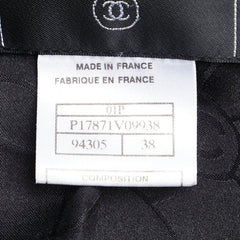 MADE IN FRANCE
FABRIQUE EN FRANCE
01P
P17871V09938
94305 38
COMPOSITION